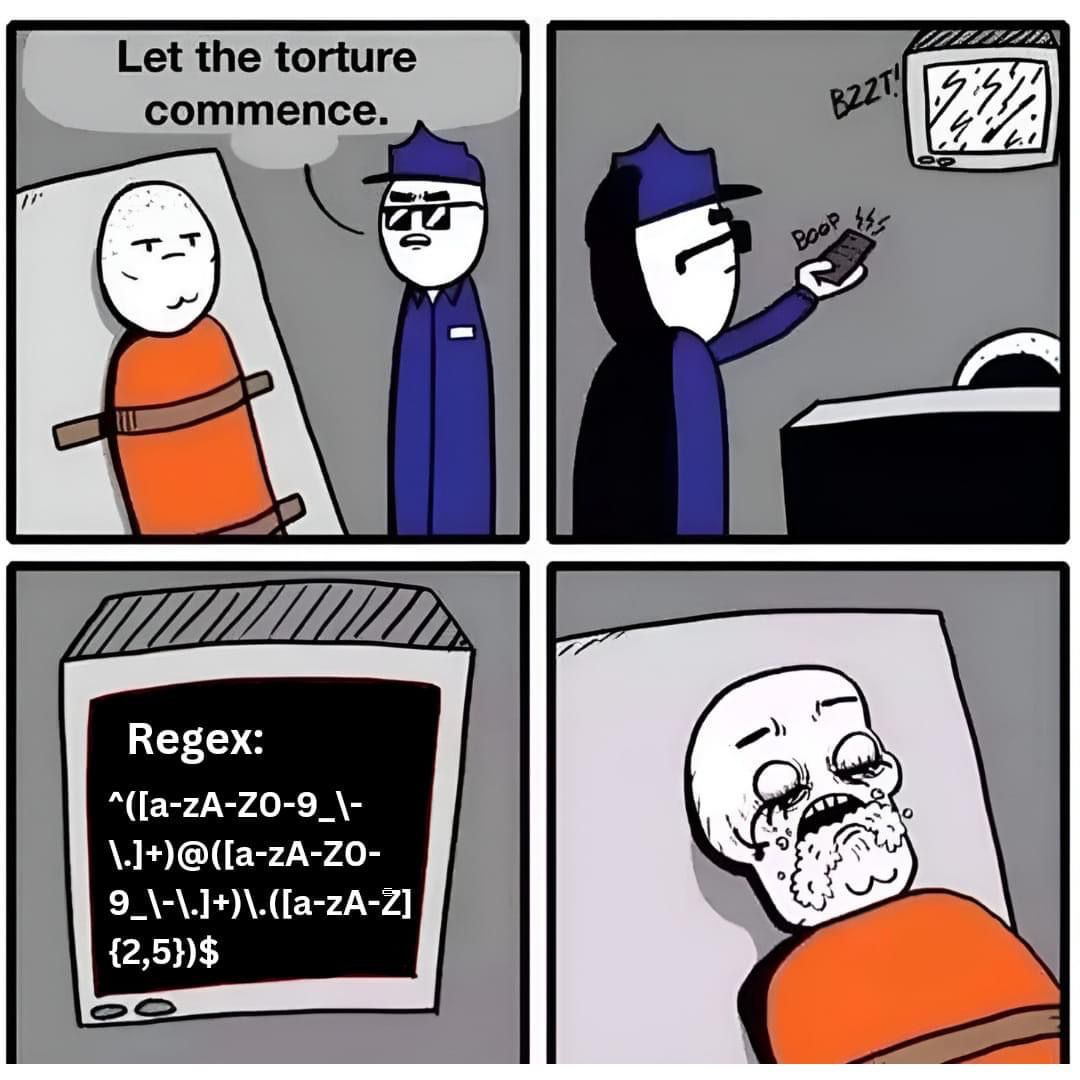 Let the torture
commence.
BZZT!
BOOP
Regex:
^([a-zA-Z0-9_\-
\.]+)@([a-zA-Z0-
9_\-\.]+)\.([a-zA-Z]
{2,5})$